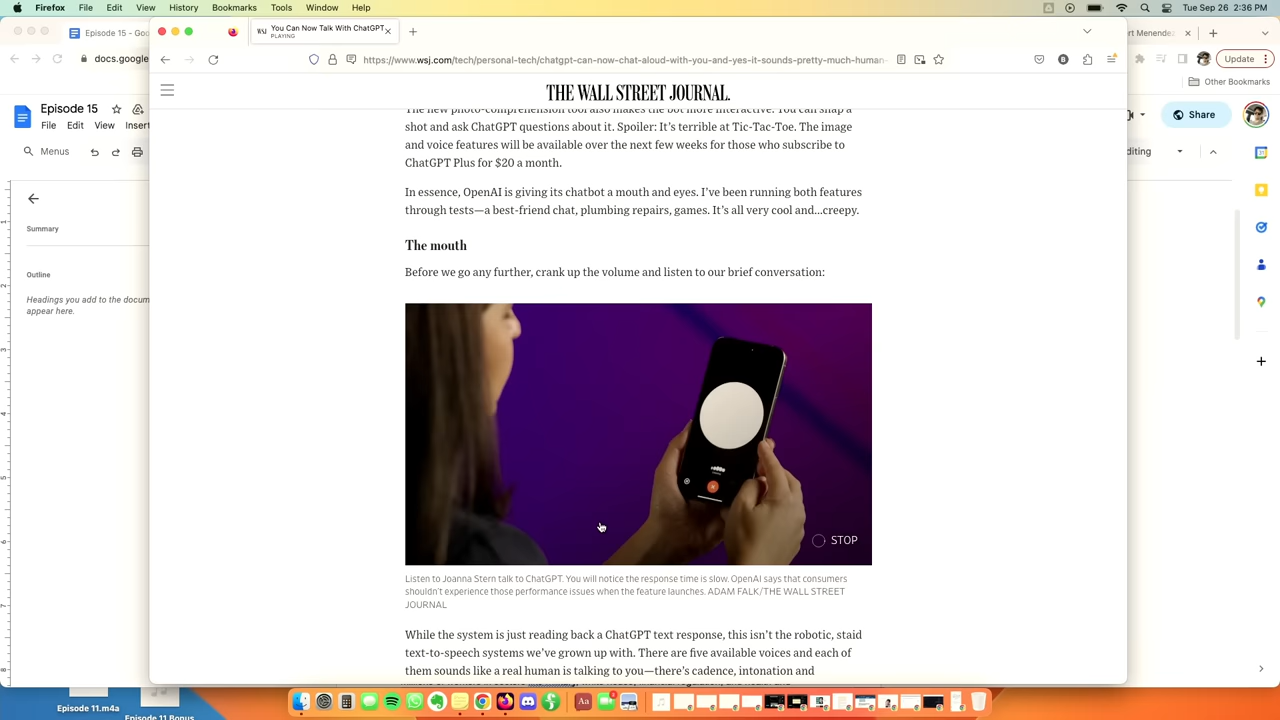 Firefox File Edit View History Bookmarks Tools Window Help Tue Sep 26 2:36 PM
Episode 15 - Goo
WSJ You Can Now Talk With ChatGPT
PLAYING
rt Menendez
docs.google
https://www.wsj.com/tech/personal-tech/chatgpt-can-now-chat-aloud-with-you-and-yes-it-sounds-pretty-much-human-
Update
Other Bookmarks
THE WALL STREET JOURNAL.
Episode 15
File Edit View Insert
Share
Menus
diting
The new photo-comprehension tool also makes the bot more interactive. You can snap a
shot and ask ChatGPT questions about it. Spoiler: It's terrible at Tic-Tac-Toe. The image
and voice features will be available over the next few weeks for those who subscribe to
ChatGPT Plus for $20 a month.
In essence, OpenAI is giving its chatbot a mouth and eyes. I've been running both features
through tests—a best-friend chat, plumbing repairs, games. It's all very cool and...creepy.
Summary
The mouth
Before we go any further, crank up the volume and listen to our brief conversation:
Outline
Headings you add to the docum
appear here.
STOP
Listen to Joanna Stern talk to ChatGPT. You will notice the response time is slow. OpenAI says that consumers
shouldn't experience those performance issues when the feature launches. ADAM FALK/THE WALL STREET
JOURNAL
While the system is just reading back a ChatGPT text response, this isn't the robotic, staid
text-to-speech systems we've grown up with. There are five available voices and each of
them sounds like a real human is talking to you—there's cadence, intonation and
Episode 11.m4a
Episode 11 Bonus